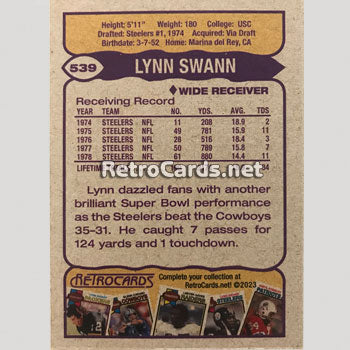 Height: 5'11" Weight: 180 College: USC
Drafted: Steelers #1, 1974 Acquired: Via Draft
Birthdate: 3-7-52 Home: Marina del Rey, CA
539 LYNN SWANN
◆ WIDE RECEIVER
Receiving Record
YEAR TEAM NO. YDS. AVG. TDS
1974 STEELERS NFL 11 208 18.9 2
1975 STEELERS NFL 49 781 15.9 11
1976 STEELERS NFL 28 516 18.4 3
1977 STEELERS NFL 50 789 15.8 7
1978 STEELERS NFL 61 880 14.4 11
LIFETIME
RetroCards.net
Lynn dazzled fans with another
brilliant Super Bowl performance
as the Steelers beat the Cowboys
35-31. He caught 7 passes for
124 yards and 1 touchdown.
RETROCARDS
Complete your collection at
RetroCards.net! ©2023
STEELERS
PATRIOTS